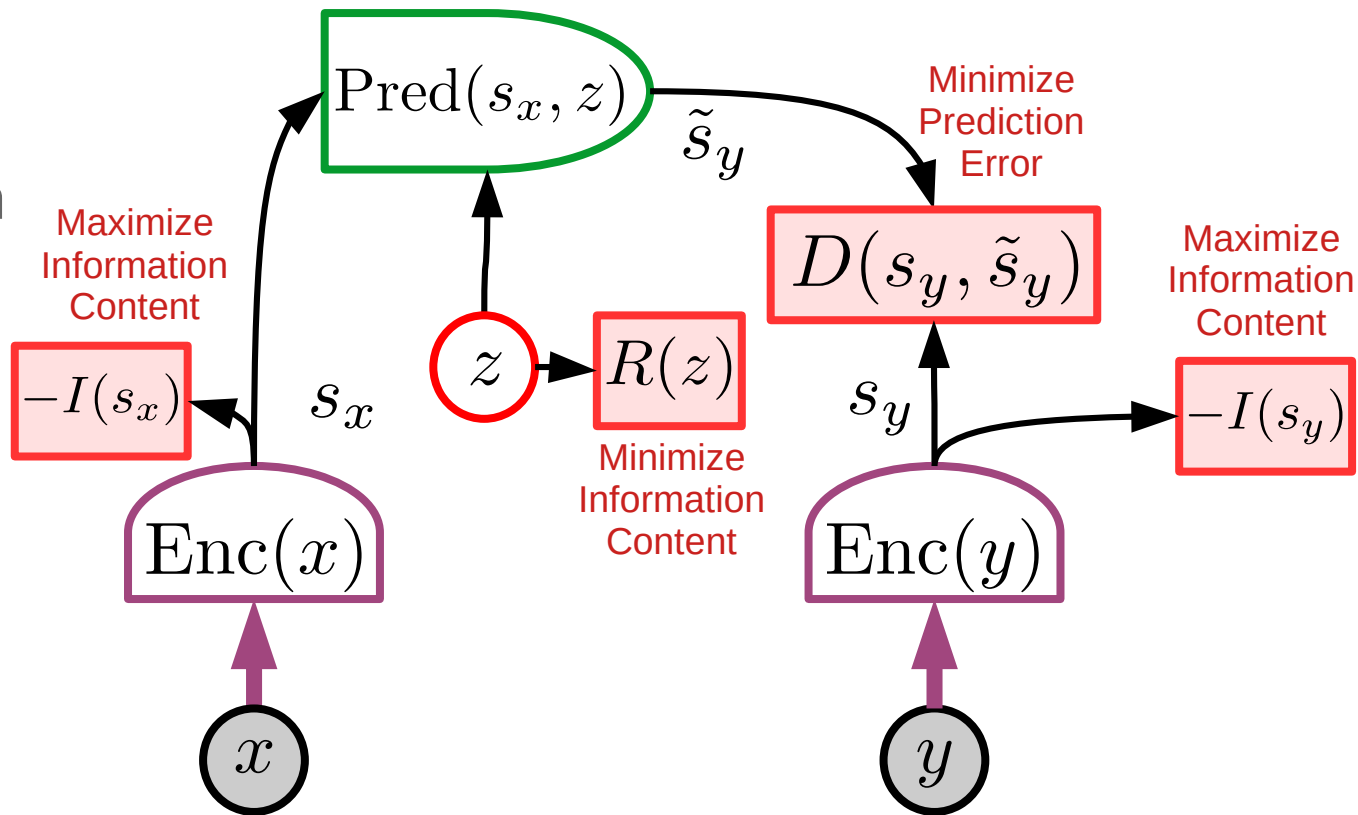 Pred(s_x, z)
s̃_y
Minimize
Prediction
Error
n
Maximize
Information
Content
D(s_y, s̃_y)
Maximize
Information
Content
z
R(z)
-I(s_x)
s_x
s_y
-I(s_y)
Minimize
Information
Content
Enc(x)
Enc(y)
x
y